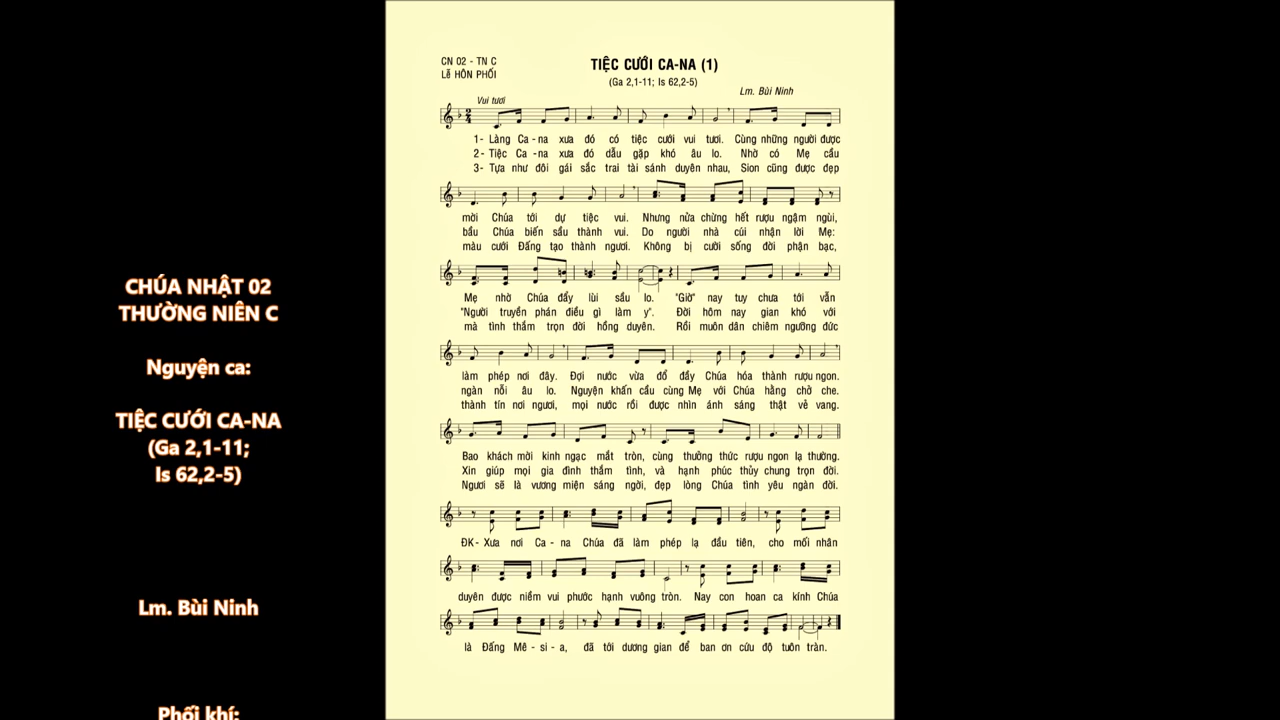 CHÚA NHẬT 02
THƯỜNG NIÊN C
Nguyện ca:
TIỆC CƯỚI CA-NA
(Ga 2,1-11;
Is 62,2-5)
Lm. Bùi Ninh
Phối khí:
CN 02 - TN C
LỄ HÔN PHỐI
TIỆC CƯỚI CA-NA (1)
(Ga 2,1-11; Is 62,2-5)
Lm. Bùi Ninh
Vui tươi
2
4
1- Làng Ca - na xưa đó có tiệc cưới vui tươi. Cùng những người được
2- Tiệc Ca - na xưa đó dẫu gặp khó âu lo. Nhờ có Mẹ cầu
3- Tựa như đôi gái sắc trai tài sánh duyên nhau, Sion cũng được đẹp
mời Chúa tới dự tiệc vui. Nhưng nửa chừng hết rượu ngậm ngùi,
bầu Chúa biến sầu thành vui. Do người nhà cúi nhận lời Mẹ:
màu cưới Đấng tạo thành ngươi. Không bị cười sống đời phận bạc,
Mẹ nhờ Chúa đẩy lùi sầu lo. "Giờ" nay tuy chưa tới vẫn
"Người truyền phán điều gì làm y". Đời hôm nay gian khó với
mà tình thắm trọn đời hồng duyên. Rồi muôn dân chiêm ngưỡng đức
làm phép nơi đây. Đợi nước vừa đổ đầy Chúa hóa thành rượu ngon.
ngàn nỗi âu lo. Nguyện khấn cầu cùng Mẹ với Chúa hằng chở che.
thành tín nơi ngươi, mọi nước rồi được nhìn ánh sáng thật vẻ vang.
Bao khách mời kinh ngạc mắt tròn, cùng thưởng thức rượu ngon lạ thường.
Xin giúp mọi gia đình thắm tình, và hạnh phúc thủy chung trọn đời.
Ngươi sẽ là vương miện sáng ngời, đẹp lòng Chúa tình yêu ngàn đời.
ĐK- Xưa nơi Ca - na Chúa đã làm phép lạ đầu tiên, cho mối nhân
duyên được niềm vui phước hạnh vuông tròn. Nay con hoan ca kính Chúa
là Đấng Mê - si - a, đã tới dương gian để ban ơn cứu độ tuôn tràn.